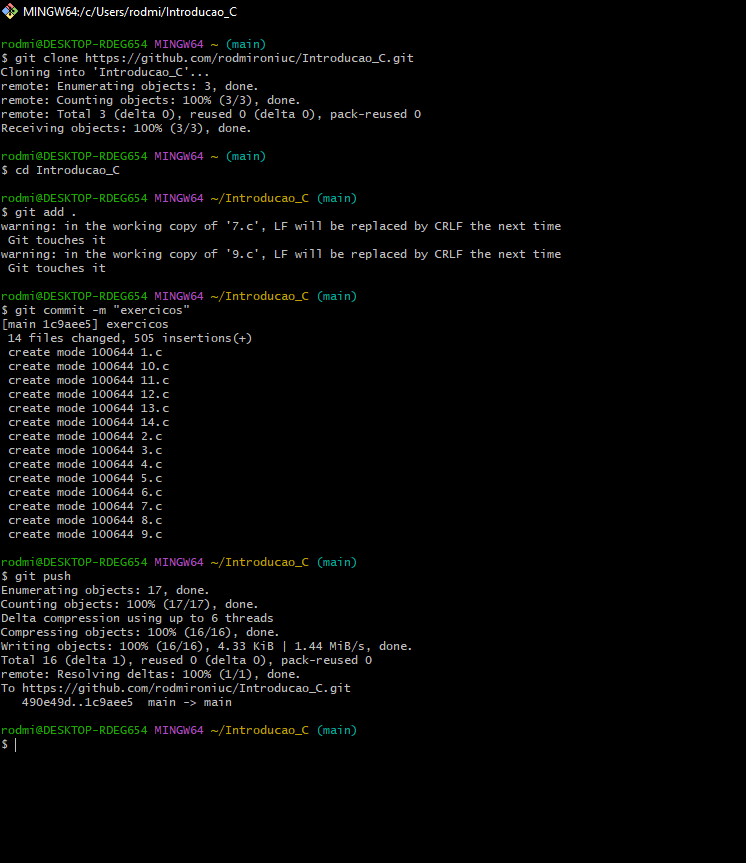 MINGW64:/c/Users/rodmi/Introducao_C
rodmi@DESKTOP-RDEG654 MINGW64 ~ (main)
$ git clone https://github.com/rodmironiuc/Introducao_C.git
Cloning into 'Introducao_C'...
remote: Enumerating objects: 3, done.
remote: Counting objects: 100% (3/3), done.
remote: Total 3 (delta 0), reused 0 (delta 0), pack-reused 0
Receiving objects: 100% (3/3), done.
rodmi@DESKTOP-RDEG654 MINGW64 ~ (main)
$ cd Introducao_C
rodmi@DESKTOP-RDEG654 MINGW64 ~/Introducao_C (main)
$ git add .
warning: in the working copy of '7.c', LF will be replaced by CRLF the next time
 Git touches it
warning: in the working copy of '9.c', LF will be replaced by CRLF the next time
 Git touches it
rodmi@DESKTOP-RDEG654 MINGW64 ~/Introducao_C (main)
$ git commit -m "exercicos"
[main 1c9aee5] exercicos
 14 files changed, 505 insertions(+)
 create mode 100644 1.c
 create mode 100644 10.c
 create mode 100644 11.c
 create mode 100644 12.c
 create mode 100644 13.c
 create mode 100644 14.c
 create mode 100644 2.c
 create mode 100644 3.c
 create mode 100644 4.c
 create mode 100644 5.c
 create mode 100644 6.c
 create mode 100644 7.c
 create mode 100644 8.c
 create mode 100644 9.c
rodmi@DESKTOP-RDEG654 MINGW64 ~/Introducao_C (main)
$ git push
Enumerating objects: 17, done.
Counting objects: 100% (17/17), done.
Delta compression using up to 6 threads
Compressing objects: 100% (16/16), done.
Writing objects: 100% (16/16), 4.33 KiB | 1.44 MiB/s, done.
Total 16 (delta 1), reused 0 (delta 0), pack-reused 0
remote: Resolving deltas: 100% (1/1), done.
To https://github.com/rodmironiuc/Introducao_C.git
   490e49d..1c9aee5  main -> main
rodmi@DESKTOP-RDEG654 MINGW64 ~/Introducao_C (main)
$